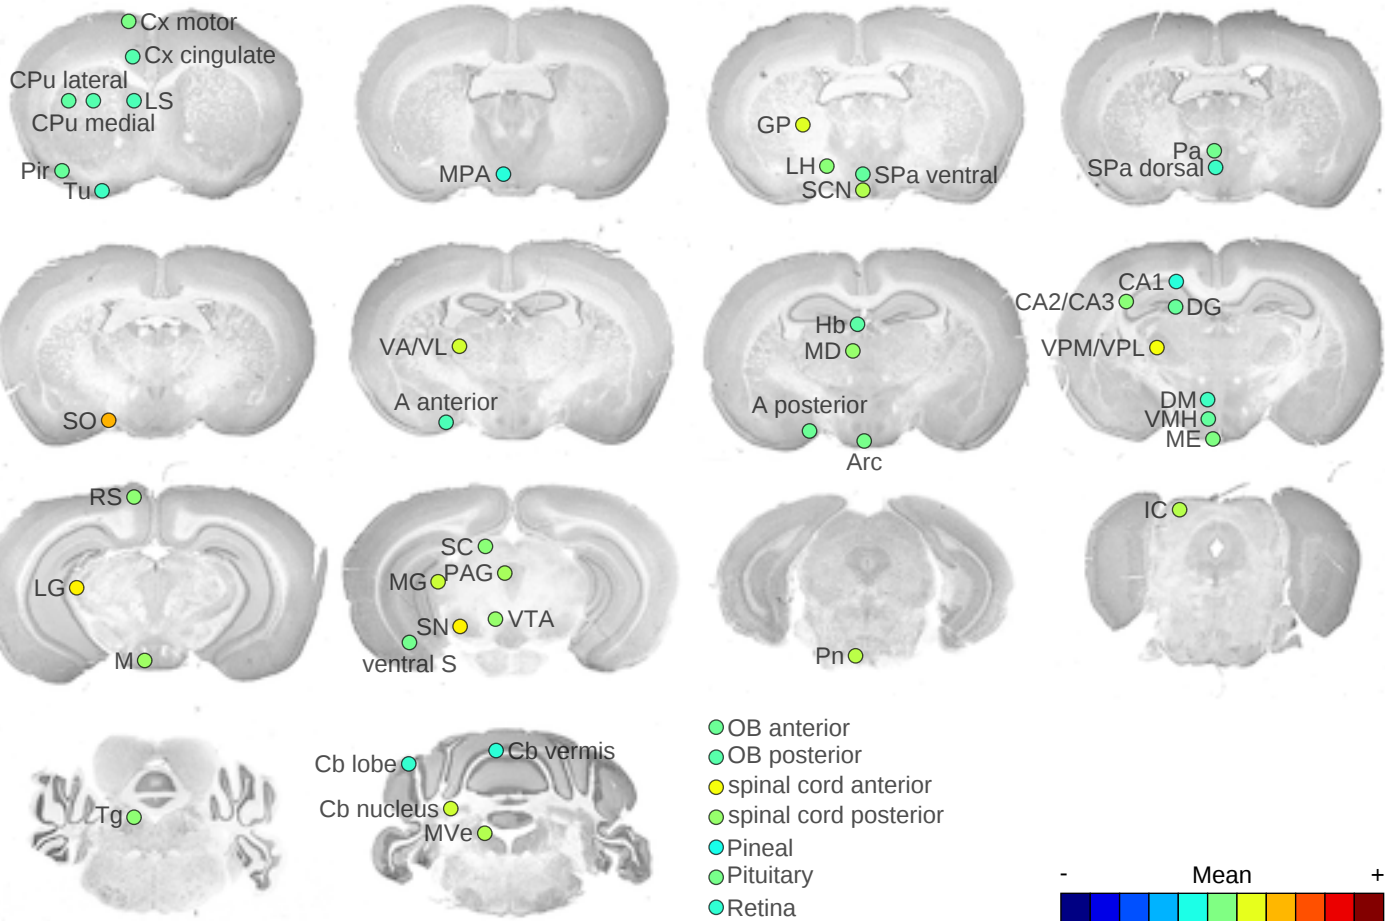 Cx motor
Cx cingulate
CPu lateral
LS
CPu medial
Pir
Tu
MPA
GP
LH
SPa ventral
SCN
Pa
SPa dorsal
SO
VA/VL
A anterior
Hb
MD
A posterior
Arc
CA1
CA2/CA3
DG
VPM/VPL
DM
VMH
ME
RS
LG
M
SC
MG
PAG
SN
VTA
ventral S
Pn
IC
Tg
Cb lobe
Cb vermis
Cb nucleus
MVe
OB anterior
OB posterior
spinal cord anterior
spinal cord posterior
Pineal
Pituitary
Retina
- Mean +